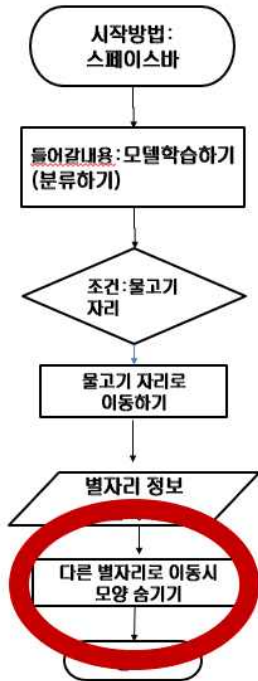 시작방법:
스페이스바
들어갈내용:모델학습하기
(분류하기)
조건:물고기
자리
물고기 자리로
이동하기
별자리 정보
다른 별자리로 이동시
모양 숨기기